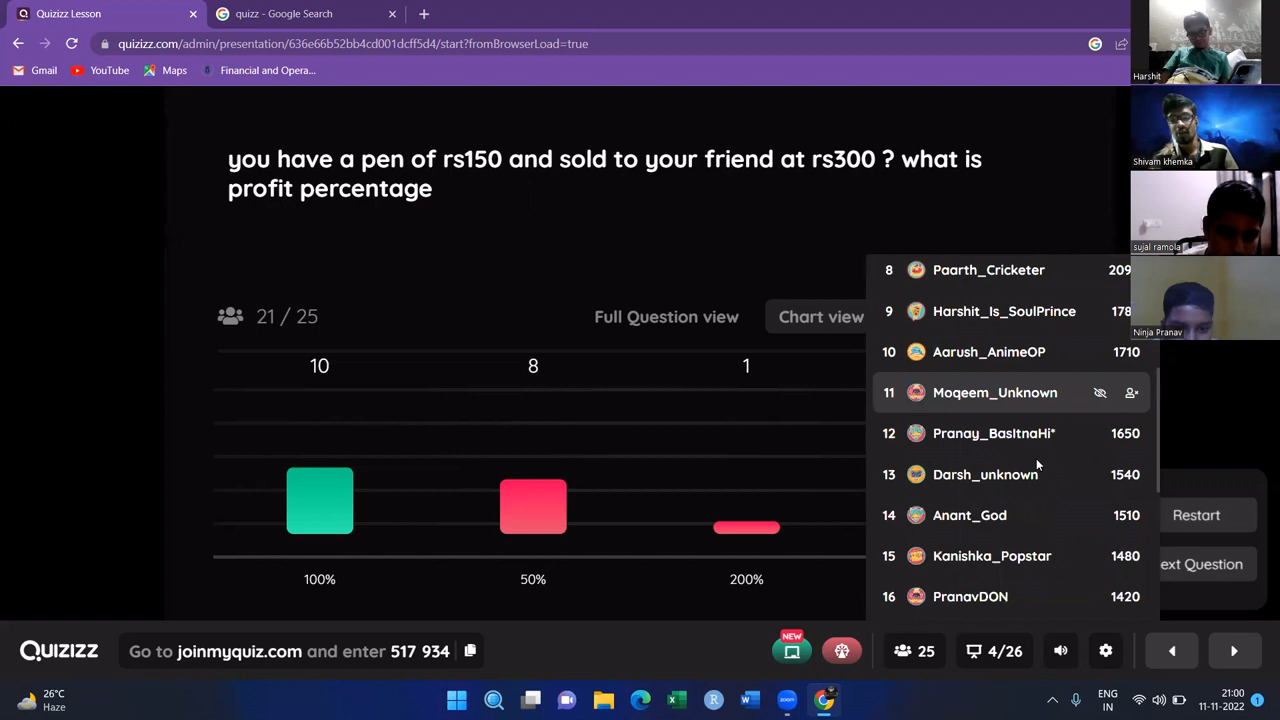 Quizizz Lesson
quizz - Google Search
quizizz.com/admin/presentation/636e66b52bb4cd001dcff5d4/start?fromBrowserLoad=true
Gmail
YouTube
Maps
Financial and Opera...
Harshit
Shivam khemka
sujal ramola
Ninja Pranav
you have a pen of rs150 and sold to your friend at rs300 ? what is
profit percentage
21 / 25
Full Question view
Chart view
10
8
1
100%
50%
200%
8 Paarth_Cricketer 209
9 Harshit_Is_SoulPrince 178
10 Aarush_AnimeOP 1710
11 Moqeem_Unknown
12 Pranay_BasItnaHi* 1650
13 Darsh_unknown 1540
14 Anant_God 1510
15 Kanishka_Popstar 1480
16 PranavDON 1420
Restart
ext Question
Quizizz
Go to joinmyquiz.com and enter 517 934
NEW
25
4/26
26°C
Haze
ENG
IN
21:00
11-11-2022